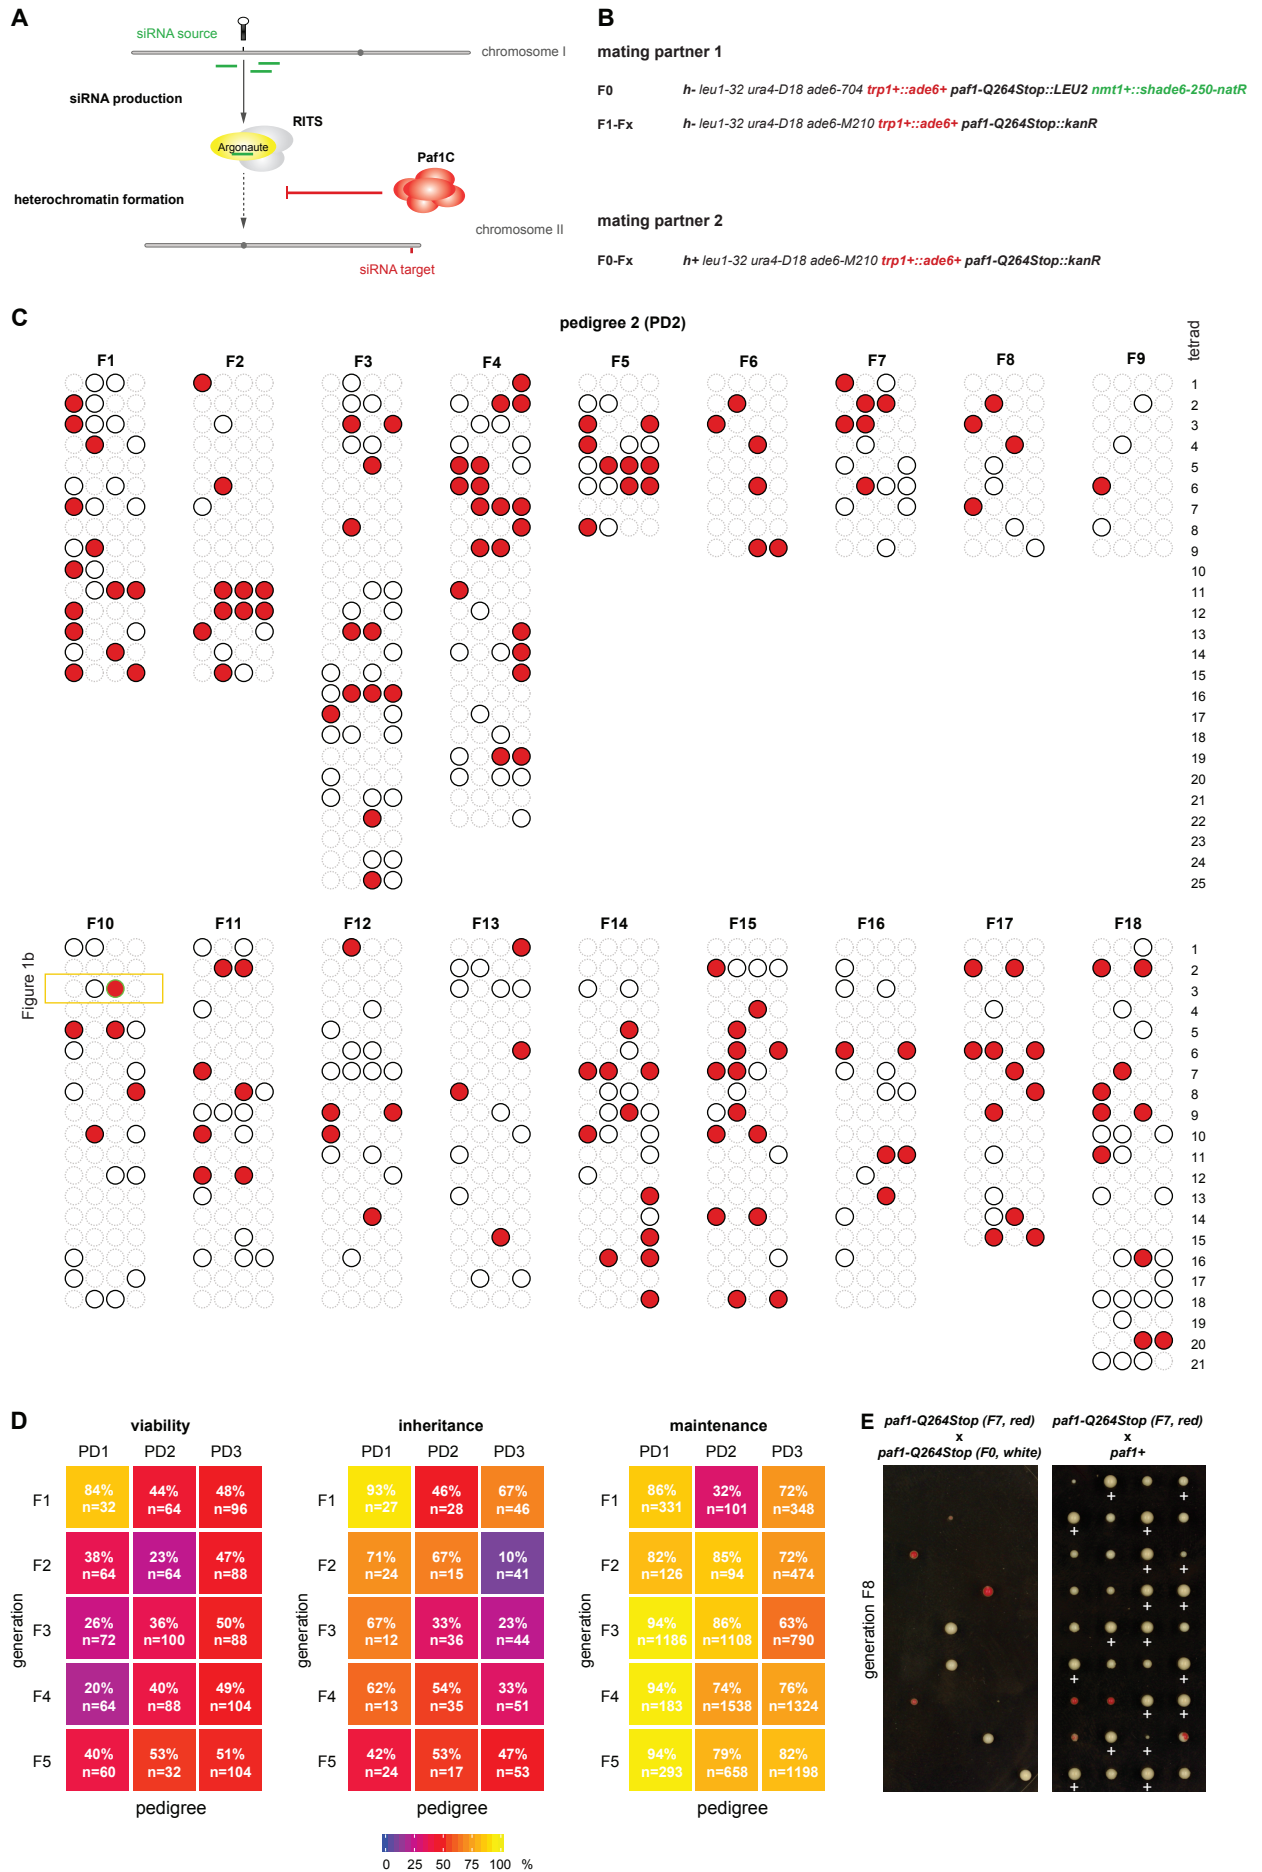 A
siRNA source
chromosome I
siRNA production
RITS
Argonaute
Paf1C
heterochromatin formation
chromosome II
siRNA target
B
mating partner 1
F0 h- leu1-32 ura4-D18 ade6-704 trp1+::ade6+ paf1-Q264Stop::LEU2 nmt1+::shade6-250-natR
F1-Fx h- leu1-32 ura4-D18 ade6-M210 trp1+::ade6+ paf1-Q264Stop::kanR
mating partner 2
F0-Fx h+ leu1-32 ura4-D18 ade6-M210 trp1+::ade6+ paf1-Q264Stop::kanR
C
pedigree 2 (PD2)
tetrad
F1 F2 F3 F4 F5 F6 F7 F8 F9
1
2
3
4
5
6
7
8
9
10
11
12
13
14
15
16
17
18
19
20
21
22
23
24
25
F10 F11 F12 F13 F14 F15 F16 F17 F18
Figure 1b
1
2
3
4
5
6
7
8
9
10
11
12
13
14
15
16
17
18
19
20
21
D
viability
PD1 PD2 PD3
generation
F1 84% n=32 44% n=64 48% n=96
F2 38% n=64 23% n=64 47% n=88
F3 26% n=72 36% n=100 50% n=88
F4 20% n=64 40% n=88 49% n=104
F5 40% n=60 53% n=32 51% n=104
pedigree
inheritance
PD1 PD2 PD3
generation
F1 93% n=27 46% n=28 67% n=46
F2 71% n=24 67% n=15 10% n=41
F3 67% n=12 33% n=36 23% n=44
F4 62% n=13 54% n=35 33% n=51
F5 42% n=24 53% n=17 47% n=53
pedigree
0 25 50 75 100 %
maintenance
PD1 PD2 PD3
generation
F1 86% n=331 32% n=101 72% n=348
F2 82% n=126 85% n=94 72% n=474
F3 94% n=1186 86% n=1108 63% n=790
F4 94% n=183 74% n=1538 76% n=1324
F5 94% n=293 79% n=658 82% n=1198
pedigree
E
paf1-Q264Stop (F7, red)
x
paf1-Q264Stop (F0, white)
paf1-Q264Stop (F7, red)
x
paf1+
generation F8
+ +
+ +
+ +
+ +
+ +
+ +
+ +
+ +
+ +